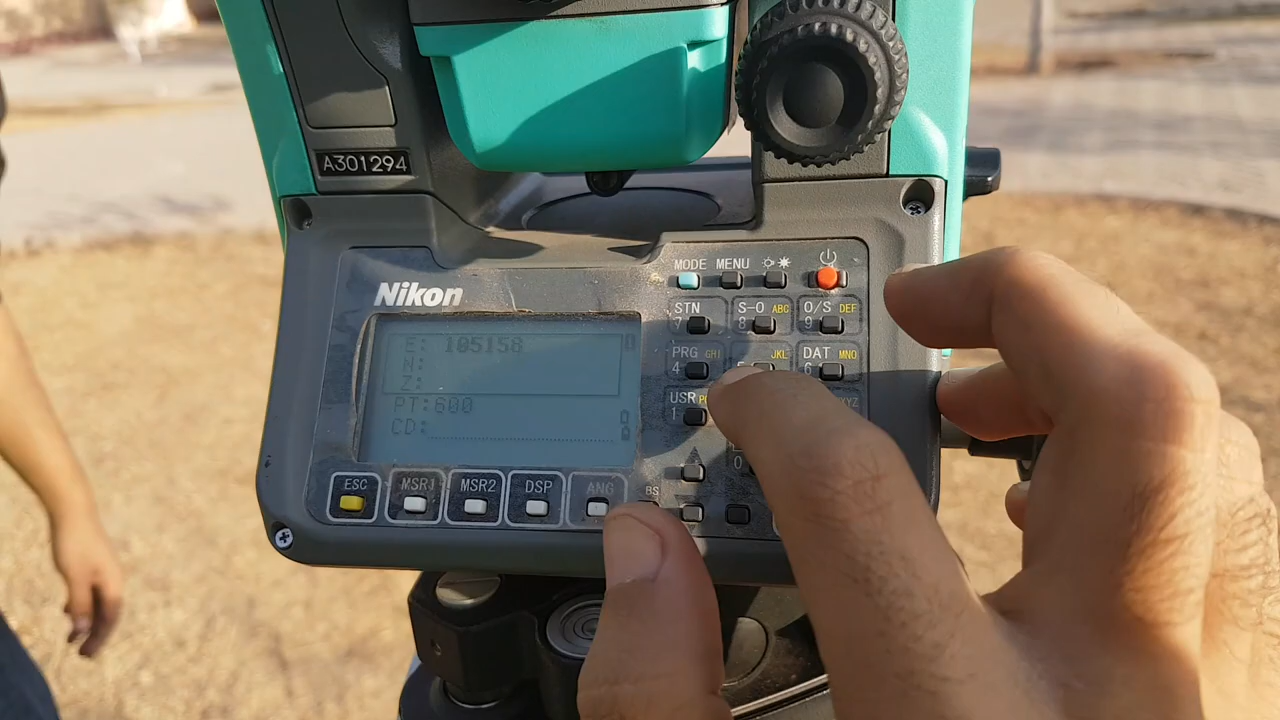 A301294
MODE MENU
Nikon
STN 7
S-O ABC 8
O/S DEF 9
E: 105158
N:
Z:
PRG GHI 4
JKL
DAT MNO 6
PT:600
CD:
USR 1
0
ESC
MSR1
MSR2
DSP
ANG
BS